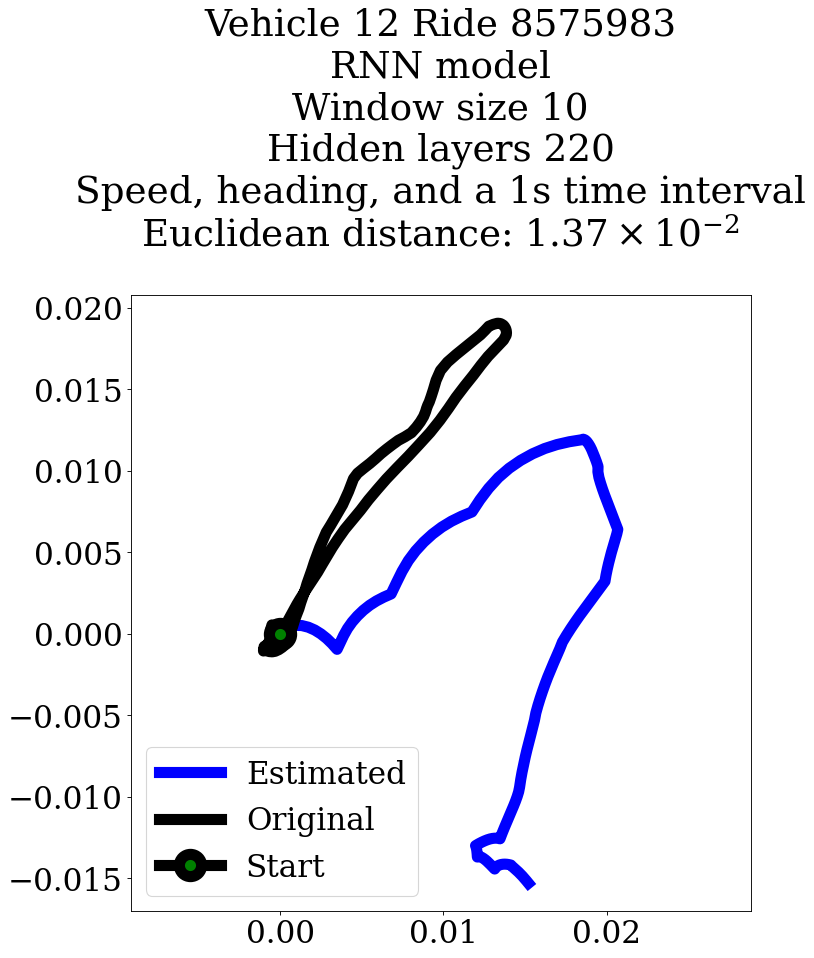 Vehicle 12 Ride 8575983
RNN model
Window size 10
Hidden layers 220
Speed, heading, and a 1s time interval
Euclidean distance: 1.37 × 10⁻²
0.020
0.015
0.010
0.005
0.000
−0.005
−0.010
−0.015
Estimated
Original
Start
0.00 0.01 0.02